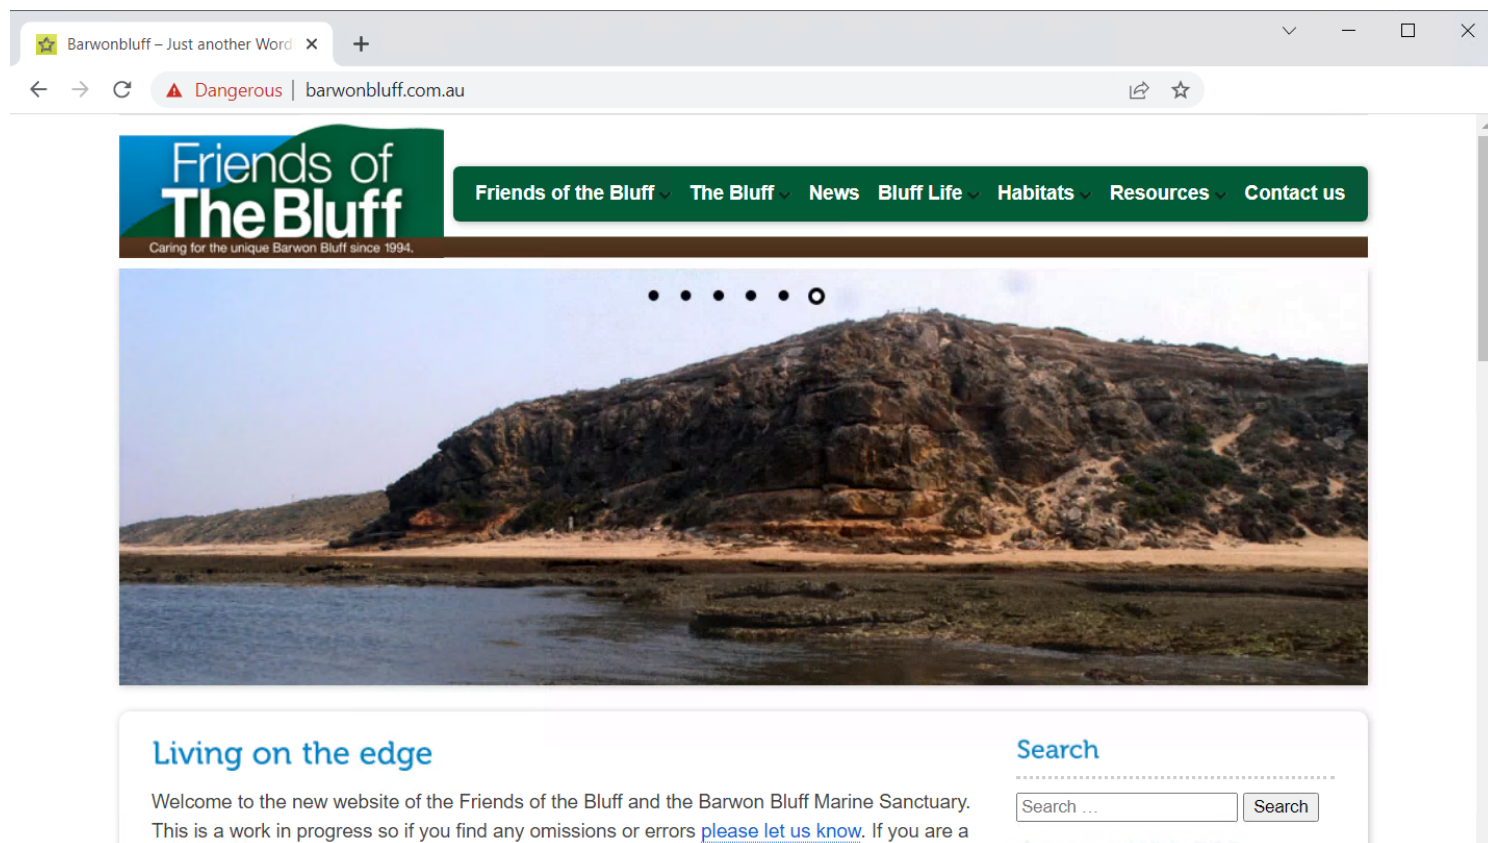 Barwonbluff – Just another Word
Dangerous | barwonbluff.com.au
Friends of
The Bluff
Caring for the unique Barwon Bluff since 1994.
Friends of the Bluff The Bluff News Bluff Life Habitats Resources Contact us
Living on the edge
Welcome to the new website of the Friends of the Bluff and the Barwon Bluff Marine Sanctuary.
This is a work in progress so if you find any omissions or errors please let us know. If you are a
Search
Search … Search